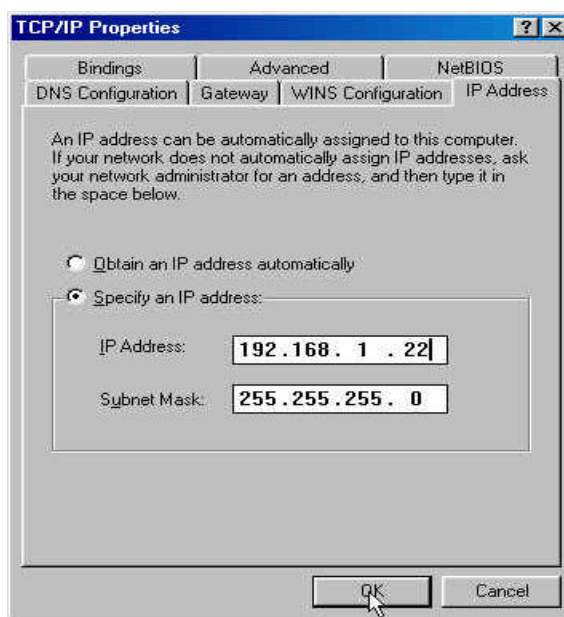 TCP/IP Properties
Bindings
Advanced
NetBIOS
DNS Configuration
Gateway
WINS Configuration
IP Address
An IP address can be automatically assigned to this computer.
If your network does not automatically assign IP addresses, ask
your network administrator for an address, and then type it in
the space below.
Obtain an IP address automatically
Specify an IP address:
IP Address:
192.168. 1 .22
Subnet Mask:
255.255.255. 0
OK
Cancel